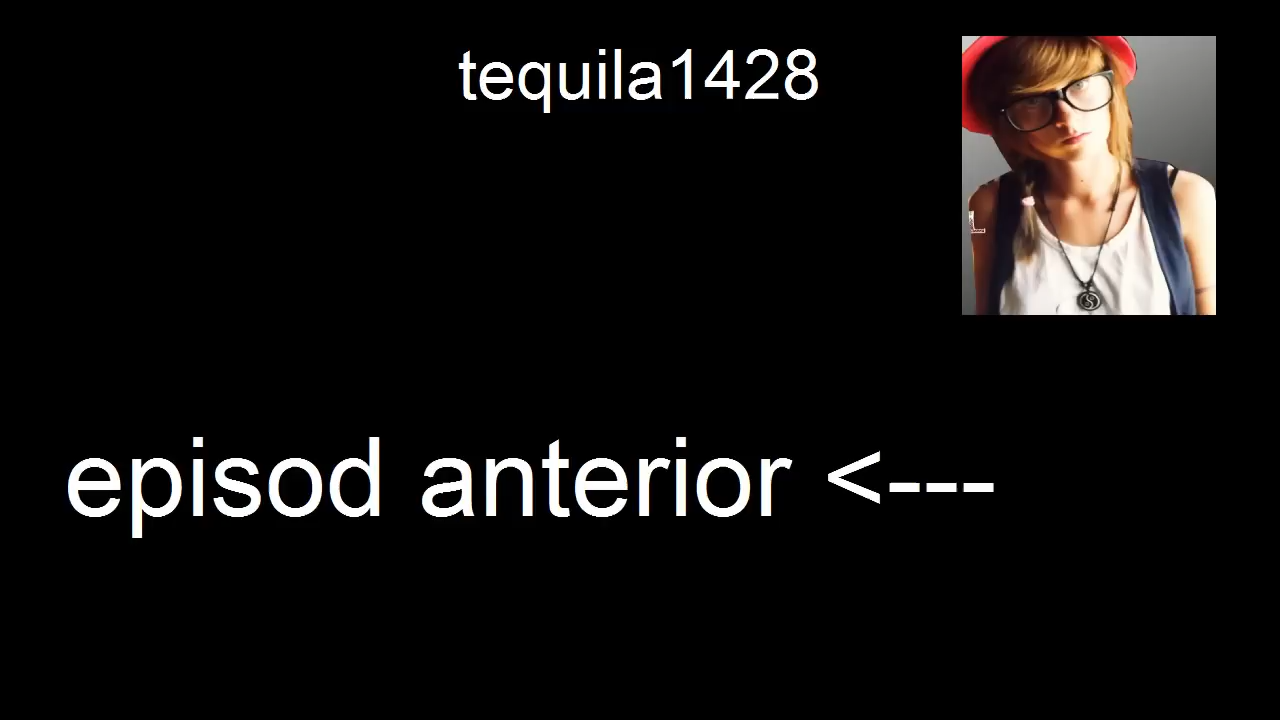 tequila1428
episod anterior <---